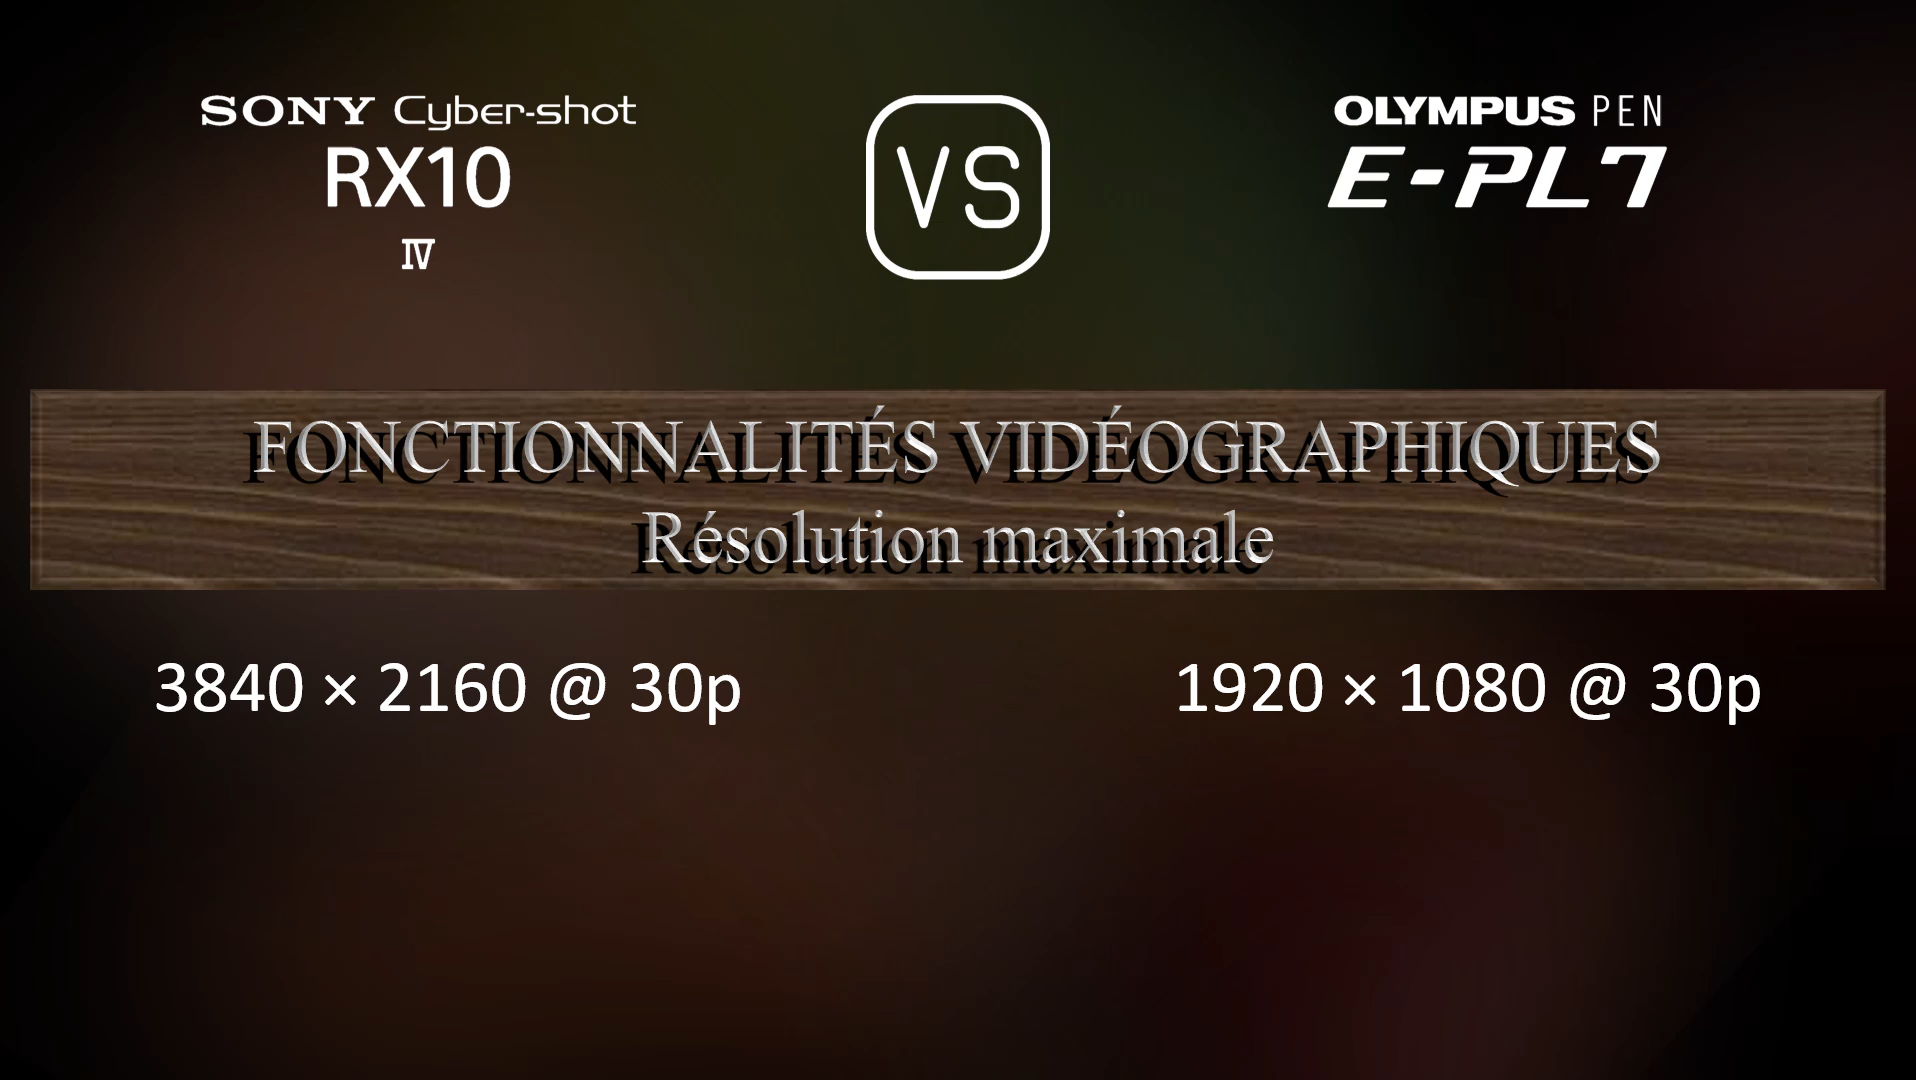 SONY Cyber-shot
RX10
IV
VS
OLYMPUS PEN
E-PL7
FONCTIONNALITÉS VIDÉOGRAPHIQUES
Résolution maximale
3840 × 2160 @ 30p
1920 × 1080 @ 30p